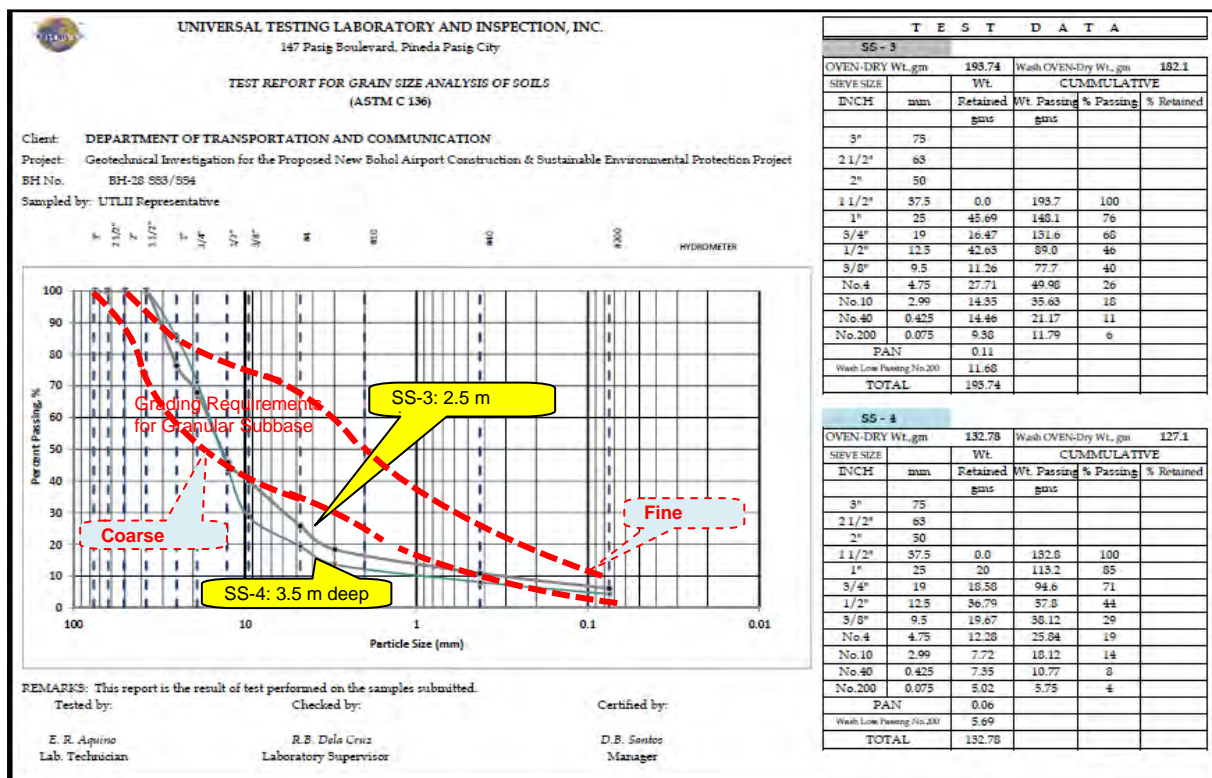 UNIVERSAL TESTING LABORATORY AND INSPECTION, INC.
147 Pasig Boulevard, Pineda Pasig City
TEST REPORT FOR GRAIN SIZE ANALYSIS OF SOILS
(ASTM C 136)
Client: DEPARTMENT OF TRANSPORTATION AND COMMUNICATION
Project: Geotechnical Investigation for the Proposed New Bohol Airport Construction & Sustainable Environmental Protection Project
BH No. BH-28 SS3/SS4
Sampled by: UTLII Representative
3" 2 1/2" 2" 1 1/2" 1" 3/4" 1/2" 3/8" #4 #10 #40 #200 HYDROMETER
100
90
80
70
60
50
40
30
20
10
0
Percent Passing, %
Grading Requirements
for Granular Subbase
SS-3: 2.5 m
Coarse
Fine
SS-4: 3.5 m deep
100 10 1 0.1 0.01
Particle Size (mm)
REMARKS: This report is the result of test performed on the samples submitted.
Tested by: Checked by: Certified by:
E. R. Aquino R.B. Dela Cruz D.B. Santos
Lab. Technician Laboratory Supervisor Manager
T E S T D A T A
SS - 3
OVEN-DRY Wt.,gm 193.74 Wash OVEN-Dry Wt., gm 182.1
SIEVE SIZE Wt. CUMMULATIVE
INCH mm Retained Wt. Passing % Passing % Retained
gms gms
3" 75
2 1/2" 63
2" 50
1 1/2" 37.5 0.0 193.7 100
1" 25 45.69 148.1 76
3/4" 19 16.47 131.6 68
1/2" 12.5 42.63 89.0 46
3/8" 9.5 11.26 77.7 40
No.4 4.75 27.71 49.98 26
No.10 2.99 14.35 35.63 18
No.40 0.425 14.46 21.17 11
No.200 0.075 9.38 11.79 6
PAN 0.11
Wash Loss Passing No.200 11.68
TOTAL 193.74
SS - 4
OVEN-DRY Wt.,gm 132.78 Wash OVEN-Dry Wt., gm 127.1
SIEVE SIZE Wt. CUMMULATIVE
INCH mm Retained Wt. Passing % Passing % Retained
gms gms
3" 75
2 1/2" 63
2" 50
1 1/2" 37.5 0.0 132.8 100
1" 25 20 113.2 85
3/4" 19 18.58 94.6 71
1/2" 12.5 36.79 57.8 44
3/8" 9.5 19.67 38.12 29
No.4 4.75 12.28 25.84 19
No.10 2.99 7.72 18.12 14
No.40 0.425 7.35 10.77 8
No.200 0.075 5.02 5.75 4
PAN 0.06
Wash Loss Passing No.200 5.69
TOTAL 132.78